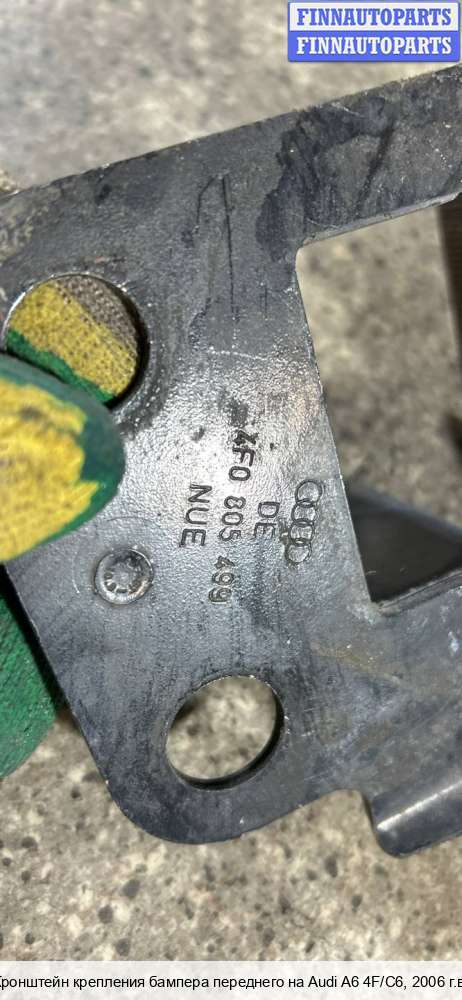 FINNAUTOPARTS
FINNAUTOPARTS
DE
4F0 805 499
NUE
Кронштейн крепления бампера переднего на Audi A6 4F/C6, 2006 г.в